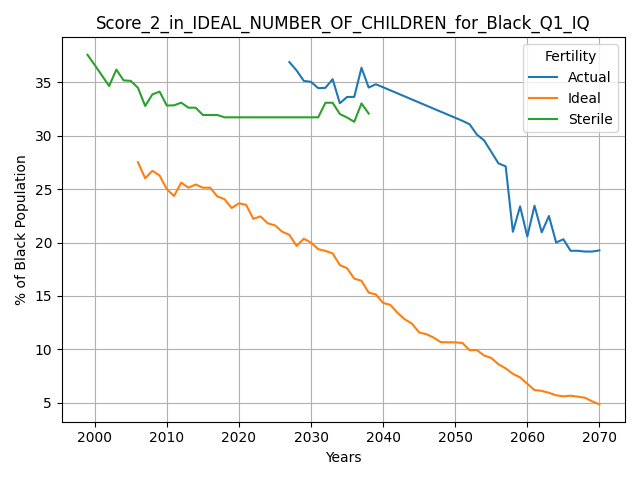 Score_2_in_IDEAL_NUMBER_OF_CHILDREN_for_Black_Q1_IQ
Fertility
Actual
Ideal
Sterile
% of Black Population
35
30
25
20
15
10
5
2000 2010 2020 2030 2040 2050 2060 2070
Years